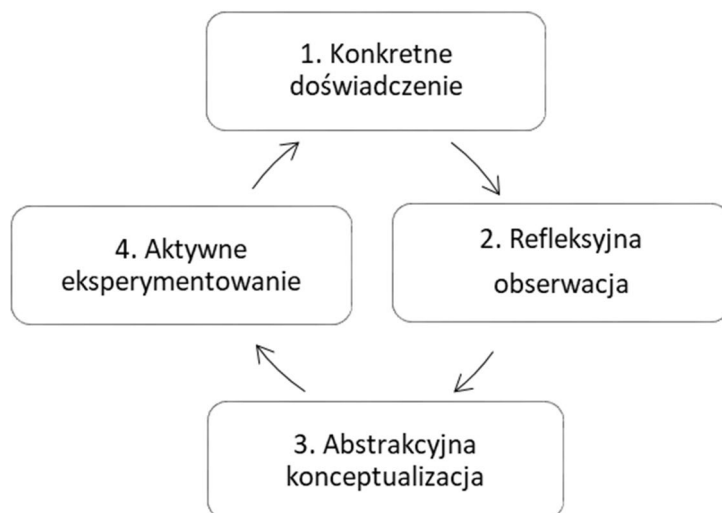 1. Konkretne
doświadczenie
2. Refleksyjna
obserwacja
4. Aktywne
eksperymentowanie
3. Abstrakcyjna
konceptualizacja